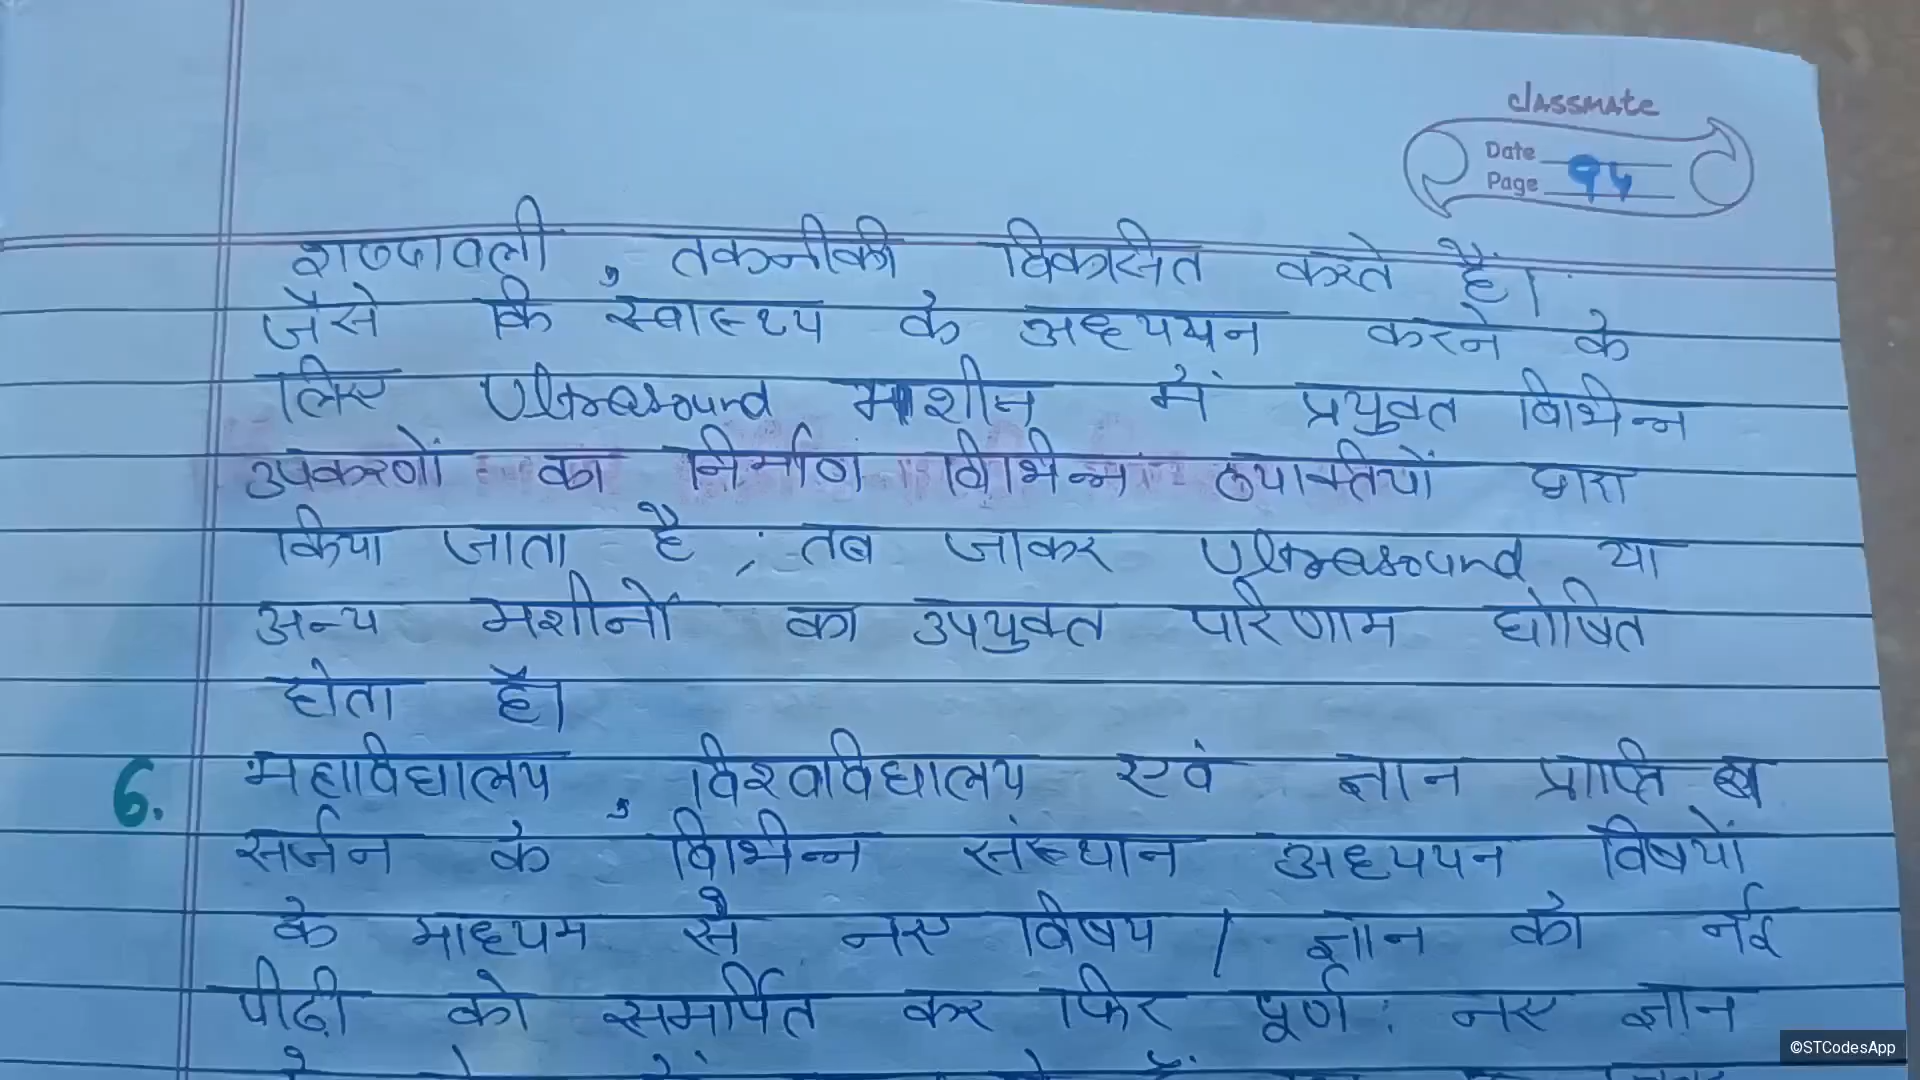 classmate
Date
Page १५
शब्दावली, तकनीकी विकसित करते हैं।
जैसे कि स्वास्थ्य के अध्ययन करने के
लिए Ultrasound मशीन में प्रयुक्त विभिन्न
उपकरणों का निर्माण विभिन्न व्यक्तियों द्वारा
किया जाता है, तब जाकर Ultrasound या
अन्य मशीनों का उपयुक्त परिणाम घोषित
होता है।
6. महाविद्यालय, विश्वविद्यालय एवं ज्ञान प्राप्ति व
सर्जन के विभिन्न संस्थान अध्ययन विषयों
के माध्यम से नए विषय / ज्ञान को नई
पीढ़ी को समर्पित कर फिर पूर्ण: नए ज्ञान
©STCodesApp